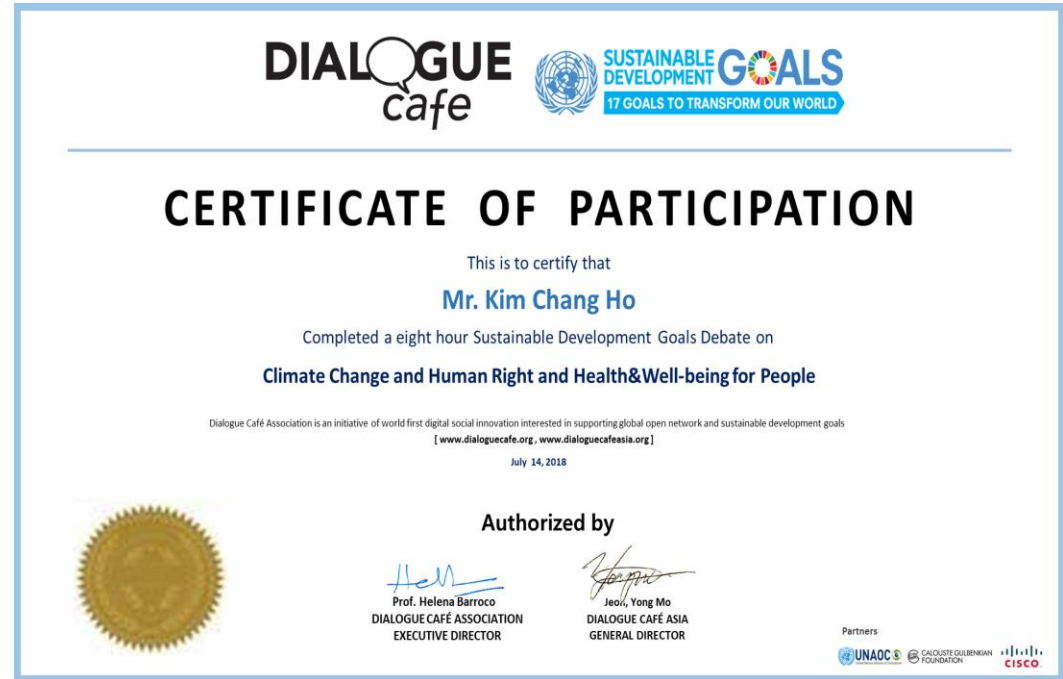 DIALOGUE
café
SUSTAINABLE
DEVELOPMENT GOALS
17 GOALS TO TRANSFORM OUR WORLD
CERTIFICATE OF PARTICIPATION
This is to certify that
Mr. Kim Chang Ho
Completed a eight hour Sustainable Development Goals Debate on
Climate Change and Human Right and Health&Well-being for People
Dialogue Café Association is an initiative of world first digital social innovation interested in supporting global open network and sustainable development goals
[ www.dialoguecafe.org , www.dialoguecafeasia.org ]
July 14, 2018
Authorized by
Prof. Helena Barroco
DIALOGUE CAFÉ ASSOCIATION
EXECUTIVE DIRECTOR
Jeon, Yong Mo
DIALOGUE CAFÉ ASIA
GENERAL DIRECTOR
Partners
UNAOC
CALOUSTE GULBENKIAN
FOUNDATION
CISCO